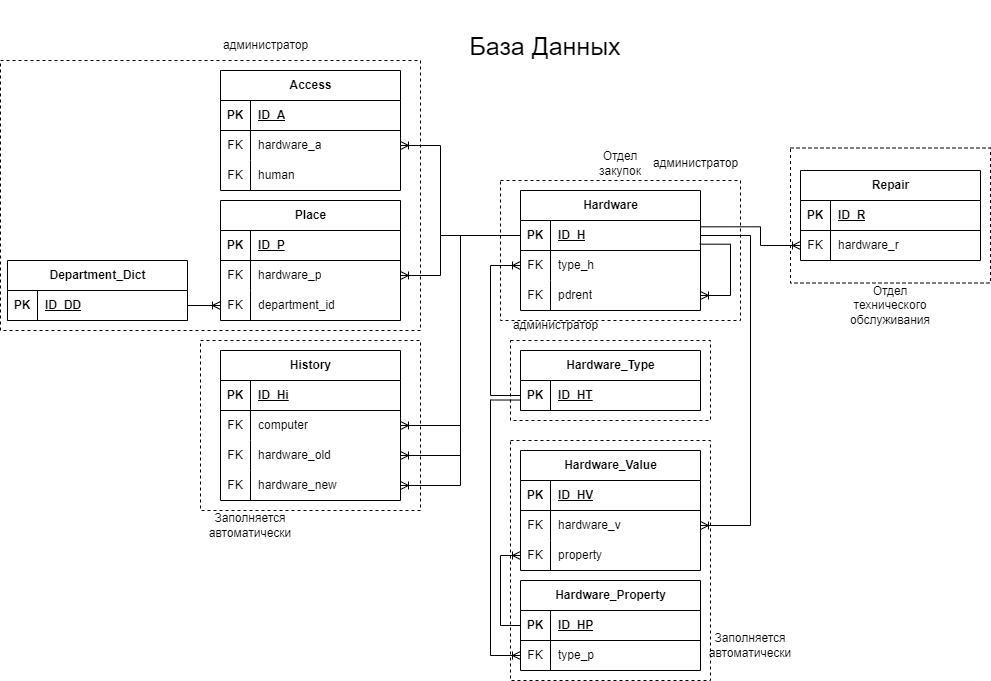 База Данных
администратор
Access
PK ID_A
FK hardware_a
FK human
Place
PK ID_P
FK hardware_p
FK department_id
Department_Dict
PK ID_DD
History
PK ID_Hi
FK computer
FK hardware_old
FK hardware_new
Заполняется
автоматически
Отдел
закупок
администратор
Hardware
PK ID_H
FK type_h
FK pdrent
администратор
Hardware_Type
PK ID_HT
Hardware_Value
PK ID_HV
FK hardware_v
FK property
Hardware_Property
PK ID_HP
FK type_p
Заполняется
автоматически
Repair
PK ID_R
FK hardware_r
Отдел
технического
обслуживания